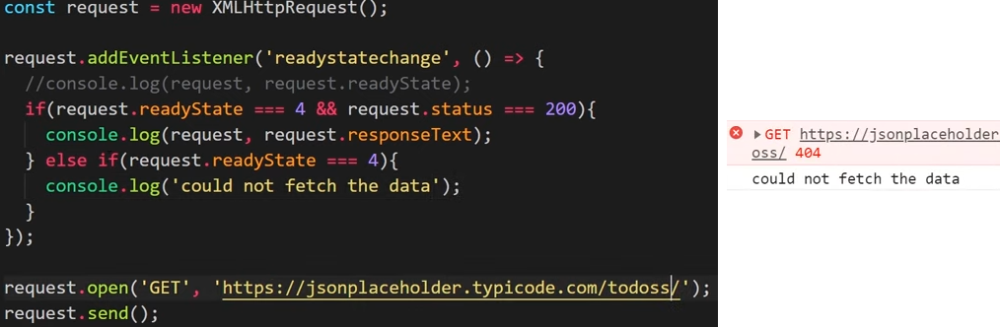 const request = new XMLHttpRequest();
request.addEventListener('readystatechange', () => {
//console.log(request, request.readyState);
if(request.readyState === 4 && request.status === 200){
console.log(request, request.responseText);
} else if(request.readyState === 4){
console.log('could not fetch the data');
}
});
request.open('GET', 'https://jsonplaceholder.typicode.com/todoss/');
request.send();
GET https://jsonplaceholder
oss/ 404
could not fetch the data